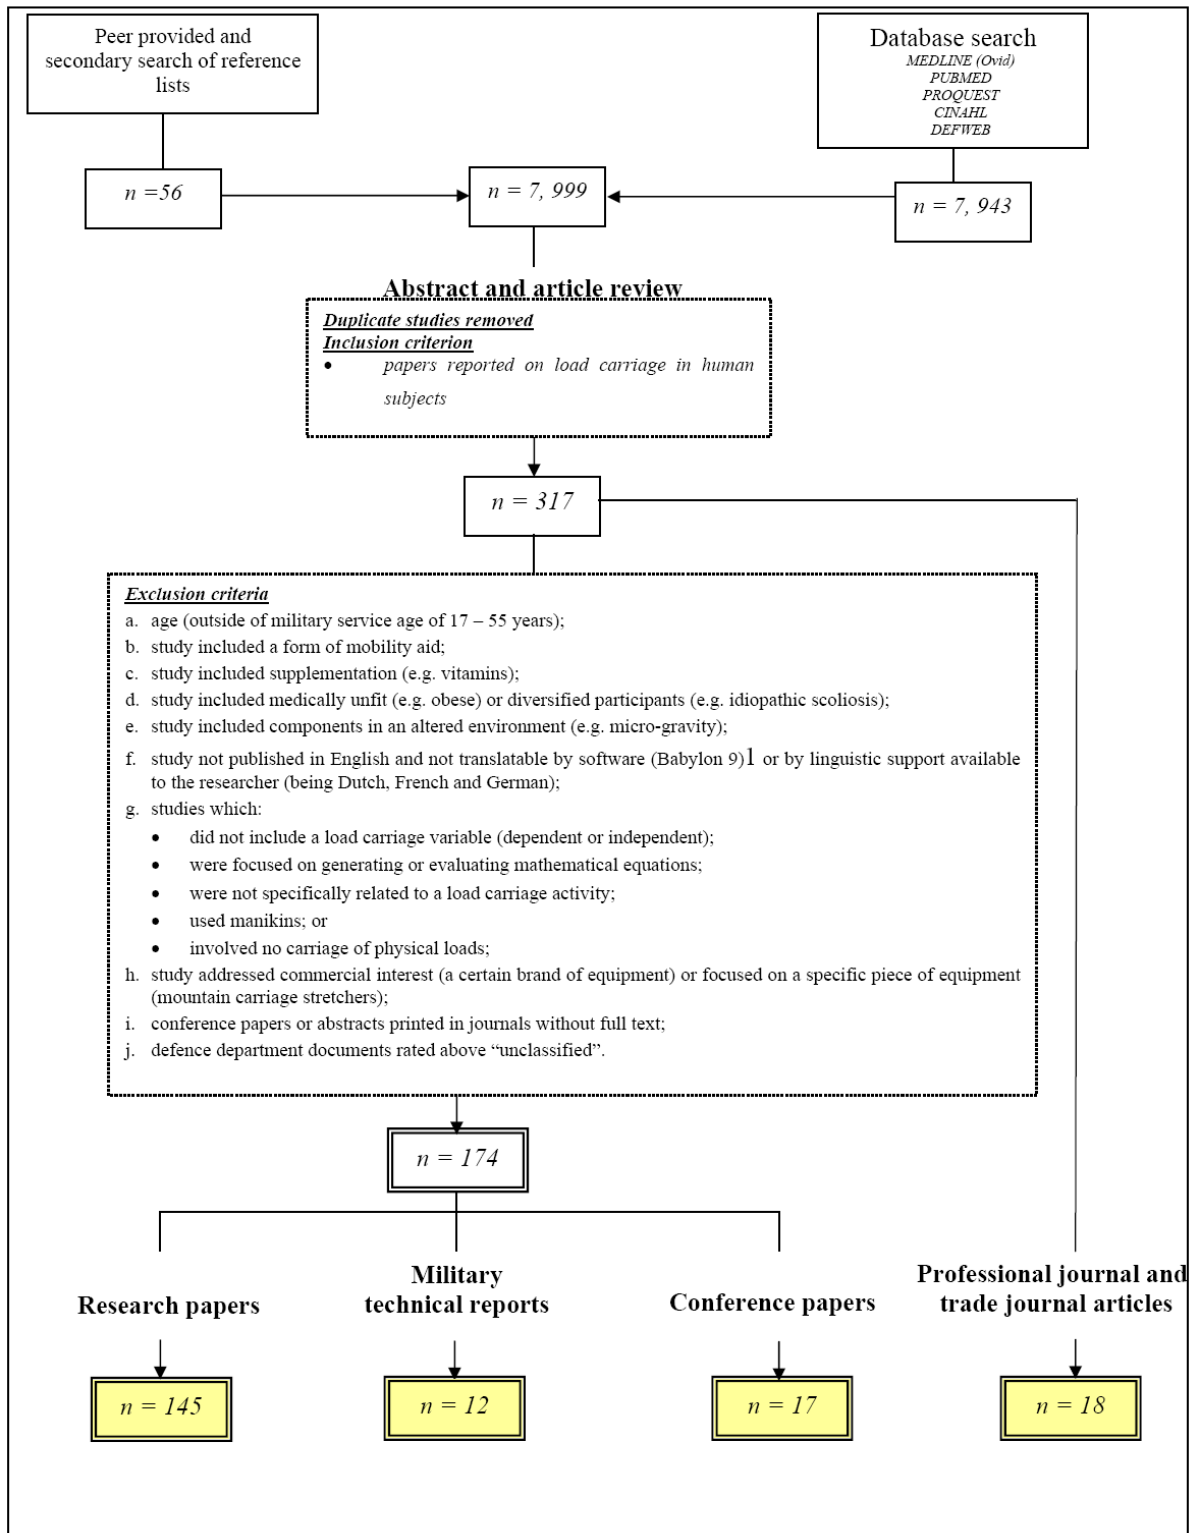 Peer provided and
secondary search of reference
lists
Database search
MEDLINE (Ovid)
PUBMED
PROQUEST
CINAHL
DEFWEB
n =56
n = 7, 999
n = 7, 943
Abstract and article review
Duplicate studies removed
Inclusion criterion
• papers reported on load carriage in human
subjects
n = 317
Exclusion criteria
a. age (outside of military service age of 17 – 55 years);
b. study included a form of mobility aid;
c. study included supplementation (e.g. vitamins);
d. study included medically unfit (e.g. obese) or diversified participants (e.g. idiopathic scoliosis);
e. study included components in an altered environment (e.g. micro-gravity);
f. study not published in English and not translatable by software (Babylon 9)1 or by linguistic support available
to the researcher (being Dutch, French and German);
g. studies which:
• did not include a load carriage variable (dependent or independent);
• were focused on generating or evaluating mathematical equations;
• were not specifically related to a load carriage activity;
• used manikins; or
• involved no carriage of physical loads;
h. study addressed commercial interest (a certain brand of equipment) or focused on a specific piece of equipment
(mountain carriage stretchers);
i. conference papers or abstracts printed in journals without full text;
j. defence department documents rated above “unclassified”.
n = 174
Research papers
Military
technical reports
Conference papers
Professional journal and
trade journal articles
n = 145
n = 12
n = 17
n = 18